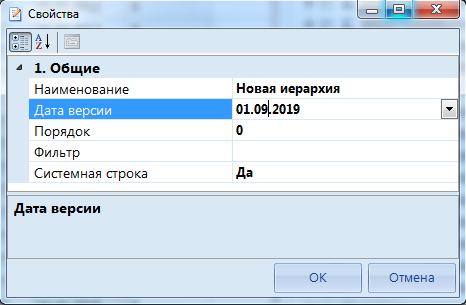 Свойства
1. Общие
Наименование Новая иерархия
Дата версии 01.09.2019
Порядок 0
Фильтр
Системная строка Да
Дата версии
ОК Отмена